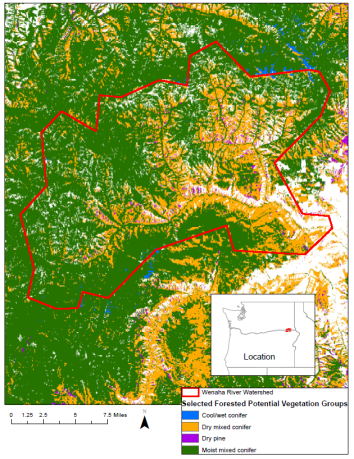 Location
Wenaha River Watershed
Selected Forested Potential Vegetation Groups
Cool/wet conifer
Dry mixed conifer
Dry pine
Moist mixed conifer
0 1.25 2.5 5 7.5 Miles
N